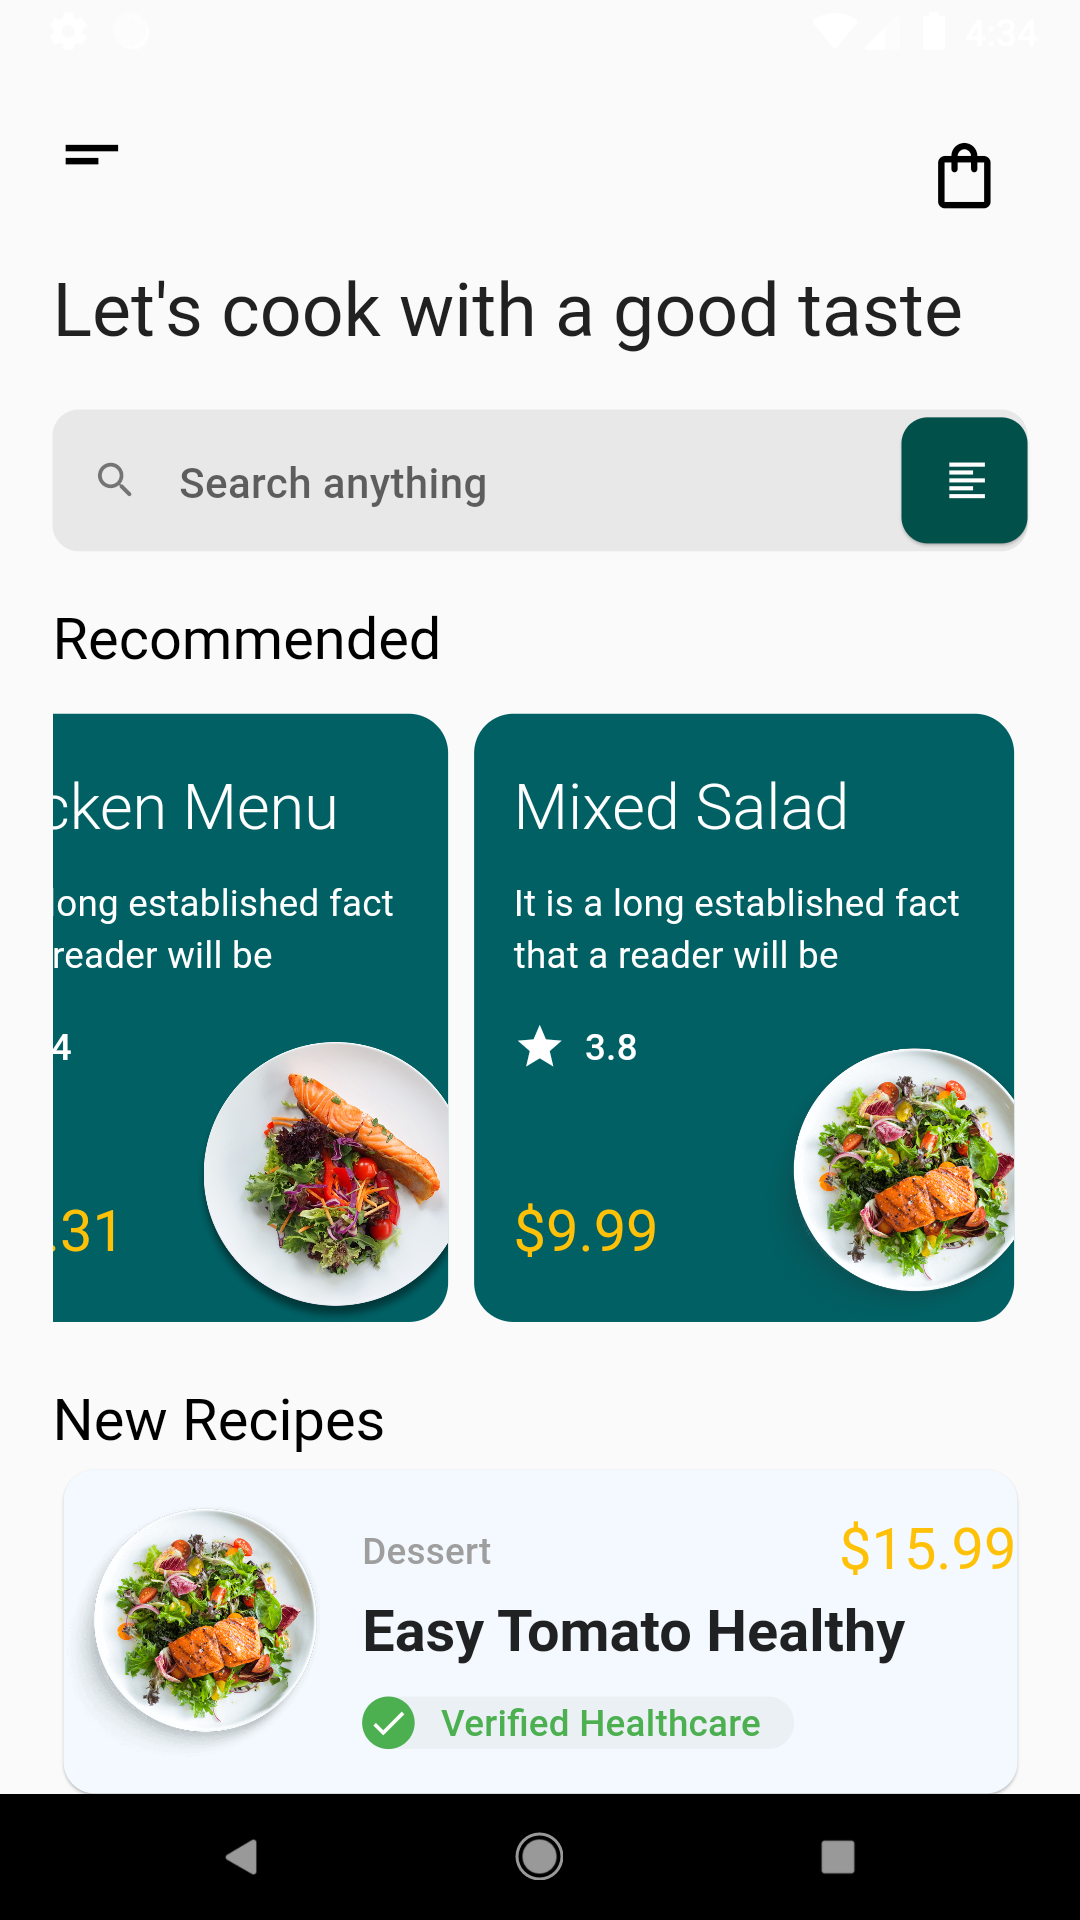 4:34
Let's cook with a good taste
Search anything
Recommended
cken Menu
long established fact
reader will be
4
.31
Mixed Salad
It is a long established fact
that a reader will be
3.8
$9.99
New Recipes
Dessert
$15.99
Easy Tomato Healthy
Verified Healthcare